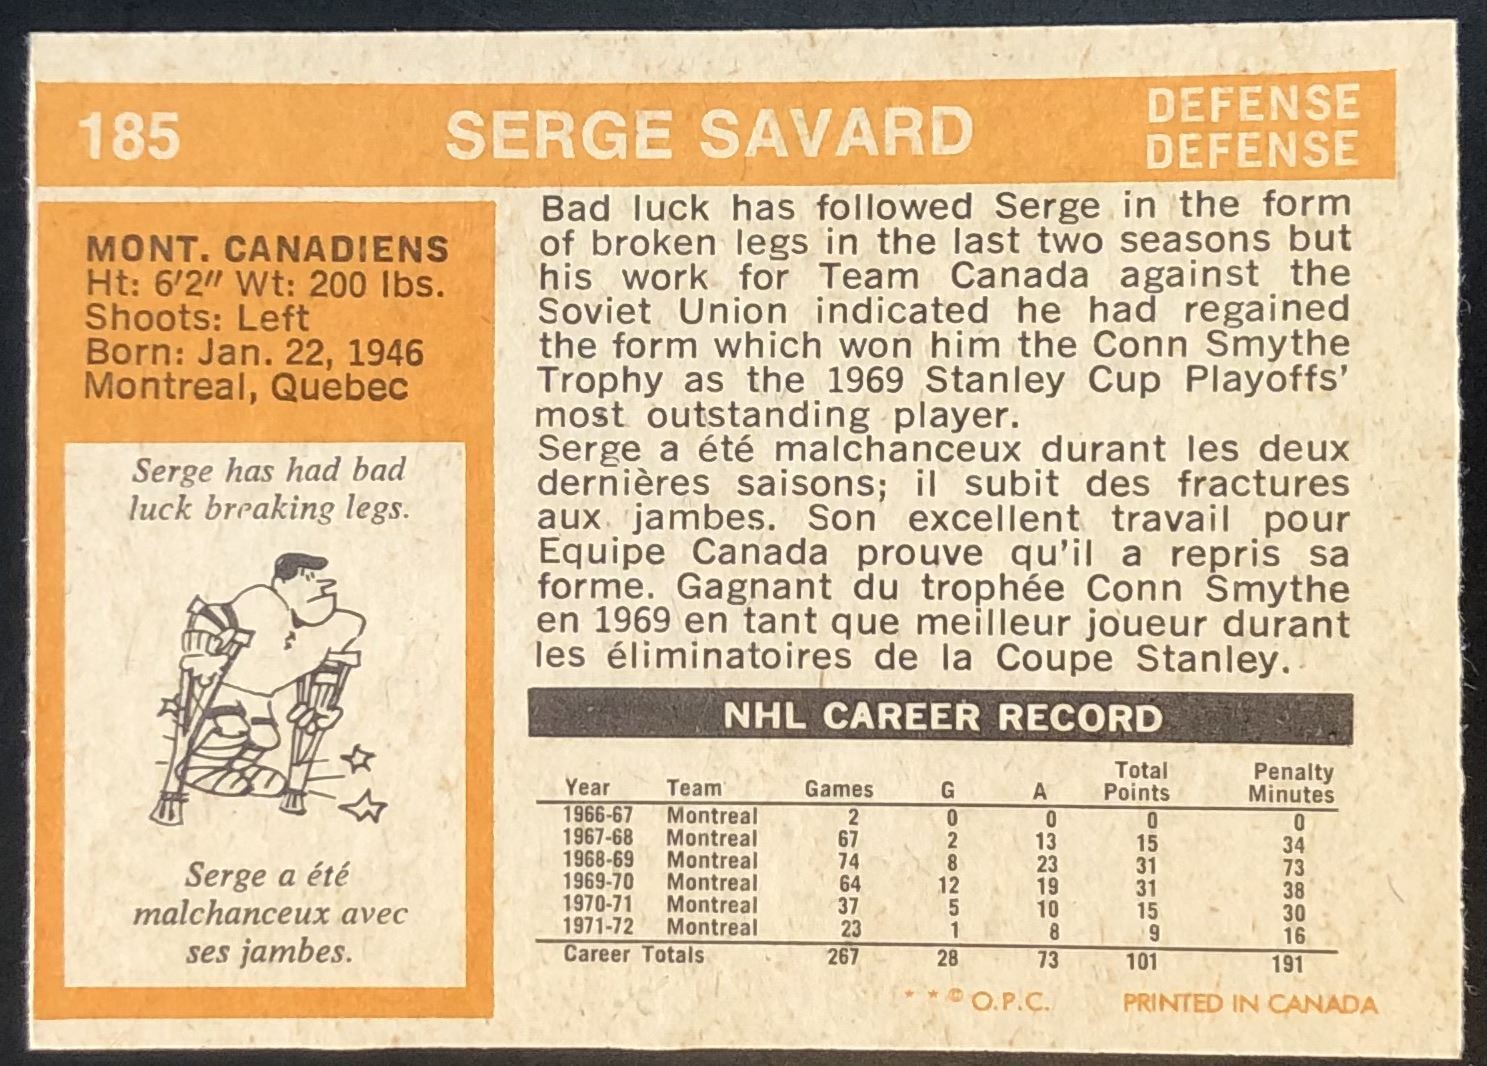 185 SERGE SAVARD DEFENSE
DEFENSE
MONT. CANADIENS
Ht: 6'2" Wt: 200 lbs.
Shoots: Left
Born: Jan. 22, 1946
Montreal, Quebec
Serge has had bad
luck breaking legs.
Serge a été
malchanceux avec
ses jambes.
Bad luck has followed Serge in the form
of broken legs in the last two seasons but
his work for Team Canada against the
Soviet Union indicated he had regained
the form which won him the Conn Smythe
Trophy as the 1969 Stanley Cup Playoffs'
most outstanding player.
Serge a été malchanceux durant les deux
dernières saisons; il subit des fractures
aux jambes. Son excellent travail pour
Equipe Canada prouve qu'il a repris sa
forme. Gagnant du trophée Conn Smythe
en 1969 en tant que meilleur joueur durant
les éliminatoires de la Coupe Stanley.
NHL CAREER RECORD
Year Team Games G A Total Points Penalty Minutes
1966-67 Montreal 2 0 0 0 0
1967-68 Montreal 67 2 13 15 34
1968-69 Montreal 74 8 23 31 73
1969-70 Montreal 64 12 19 31 38
1970-71 Montreal 37 5 10 15 30
1971-72 Montreal 23 1 8 9 16
Career Totals 267 28 73 101 191
* * © O.P.C. PRINTED IN CANADA